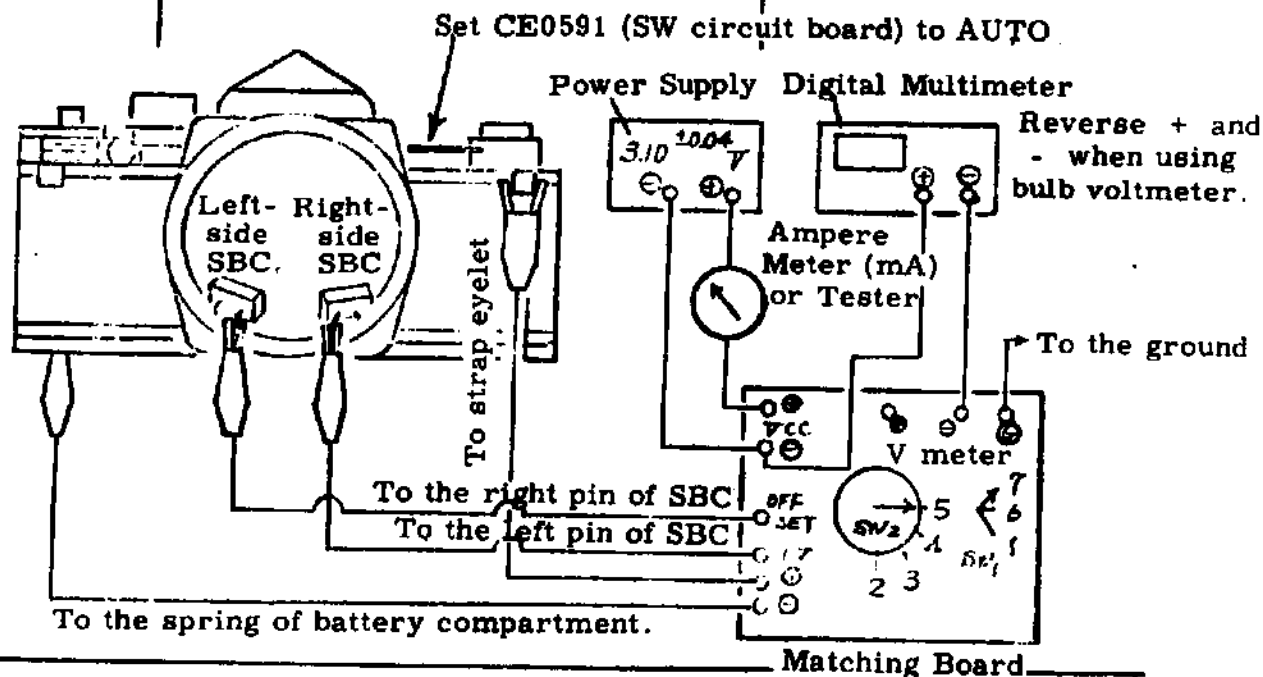 Set CE0591 (SW circuit board) to AUTO
Power Supply
Digital Multimeter
3.10 ±0.04 V
⊖ ⊕
⊕ ⊖
Reverse + and
- when using
bulb voltmeter.
Left-
side
SBC
Right-
side
SBC
Ampere
Meter (mA)
or Tester
To strap eyelet
To the ground
⊕
VCC
⊖
⊖
V meter
To the right pin of SBC
To the left pin of SBC
OFF
SET
⊖
SW2
5
3
2
7
6
SW1
To the spring of battery compartment.
Matching Board